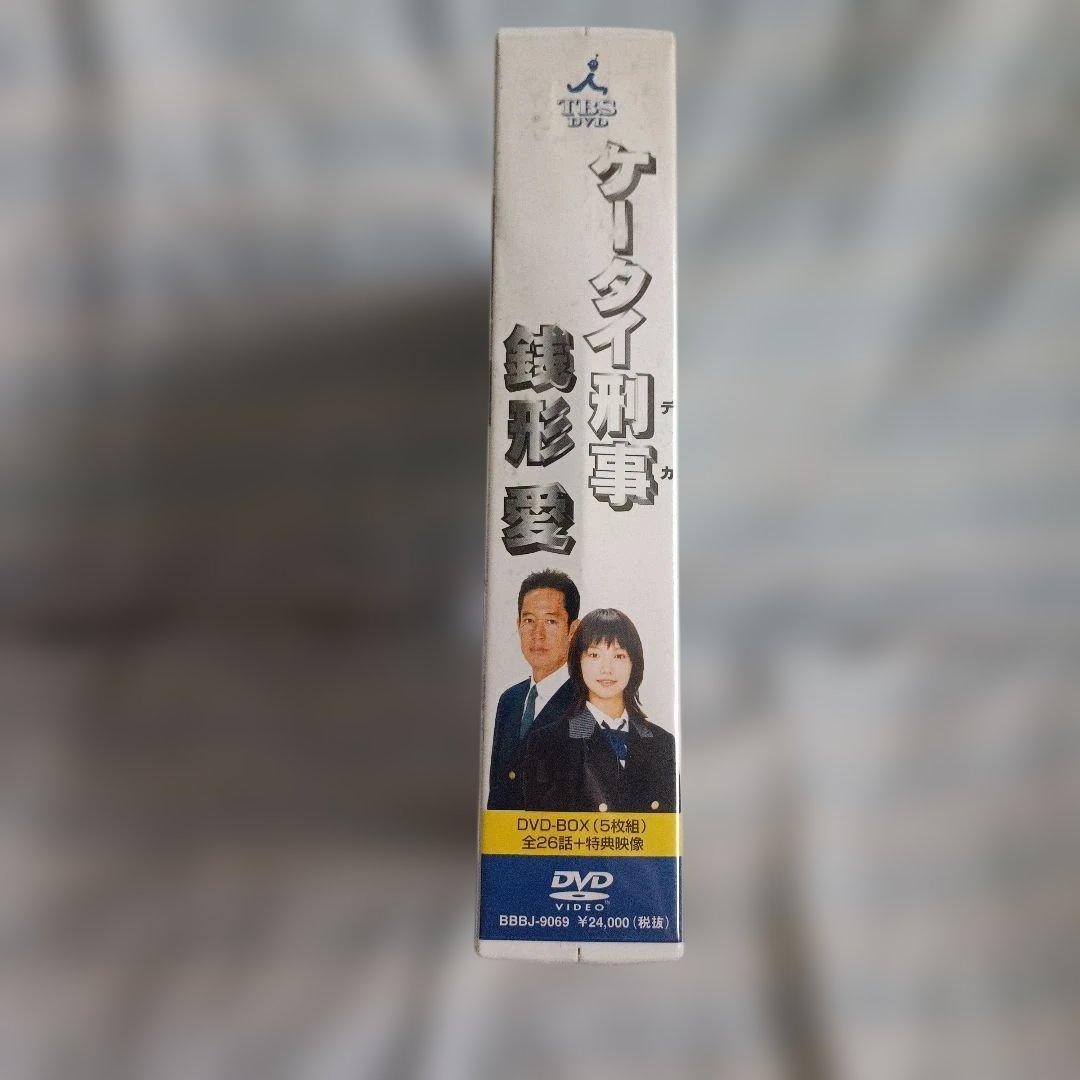 TBS
DVD
ケータイ刑事
デカ
銭形 愛
DVD-BOX(5枚組)
全26話+特典映像
DVD
VIDEO
BBBJ-9069 ¥24,000(税抜)